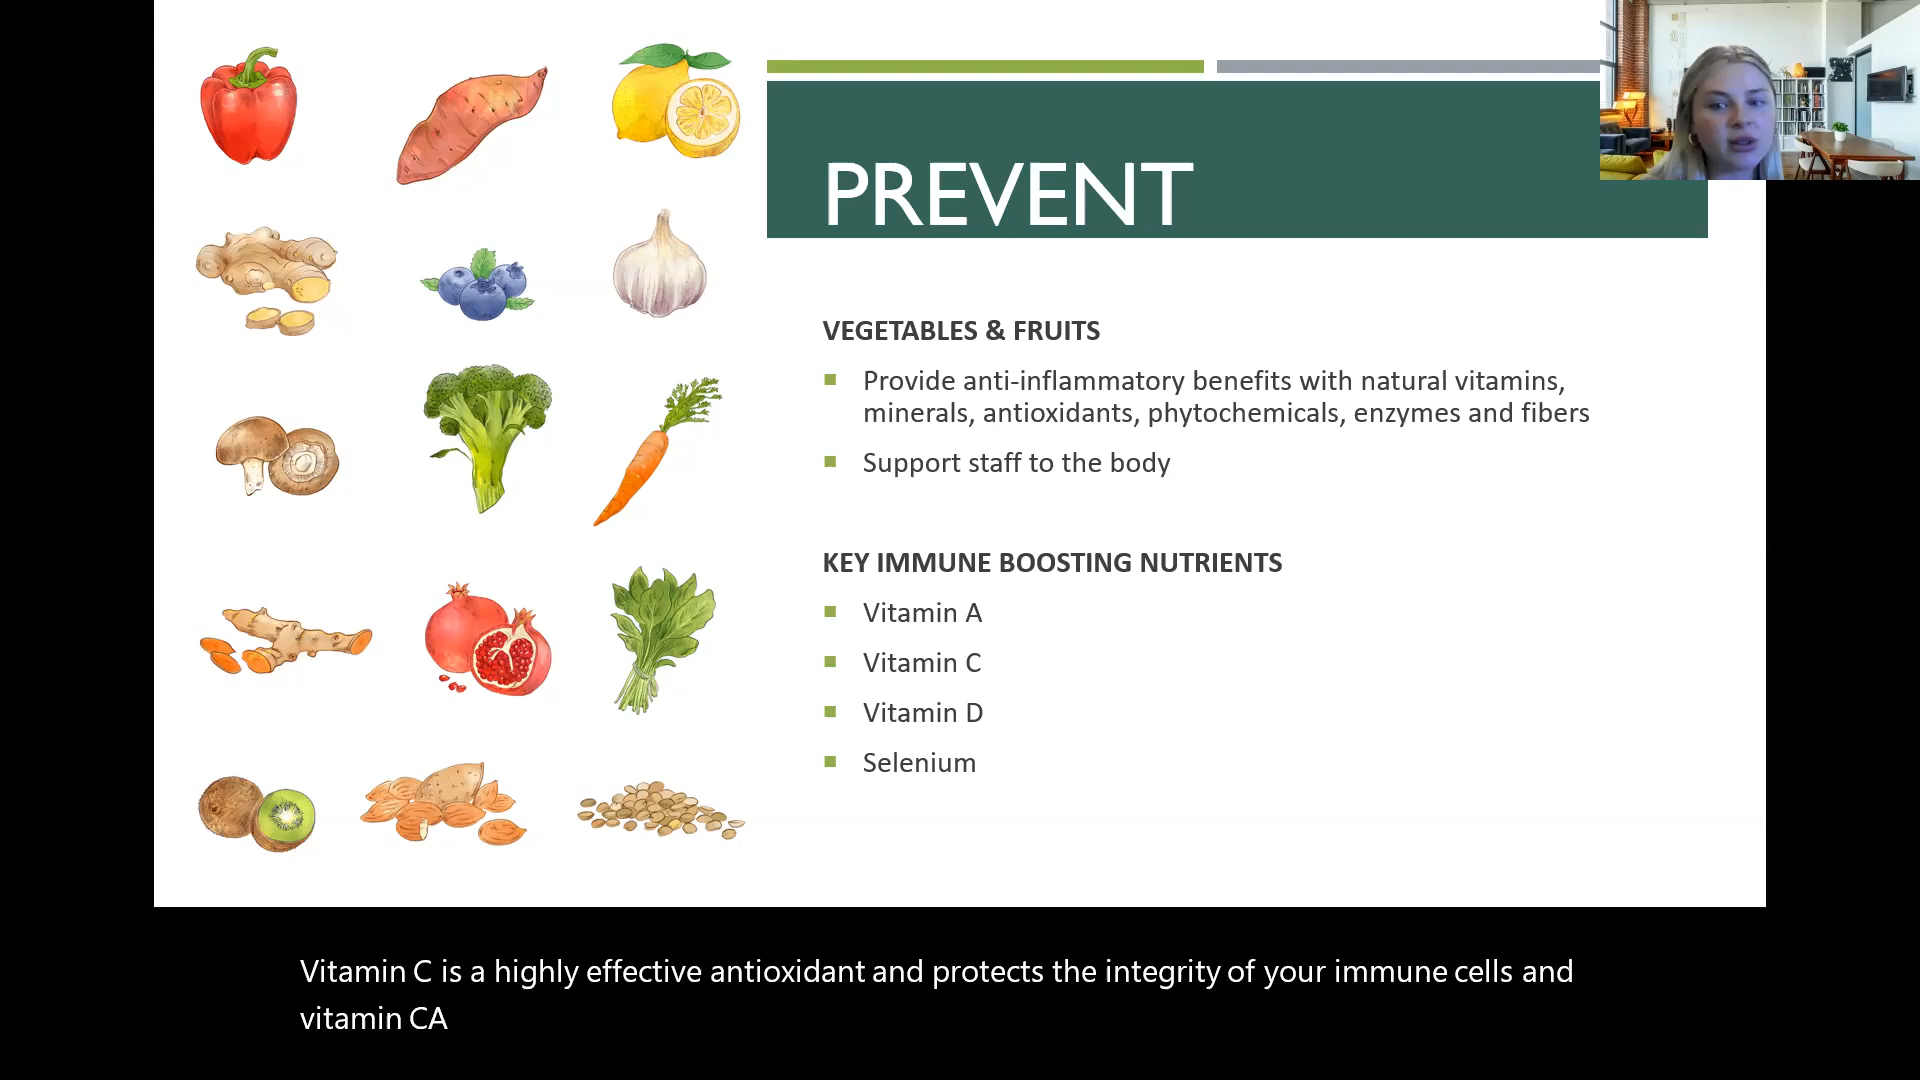 PREVENT
VEGETABLES & FRUITS
Provide anti-inflammatory benefits with natural vitamins,
minerals, antioxidants, phytochemicals, enzymes and fibers
Support staff to the body
KEY IMMUNE BOOSTING NUTRIENTS
Vitamin A
Vitamin C
Vitamin D
Selenium
Vitamin C is a highly effective antioxidant and protects the integrity of your immune cells and
vitamin CA